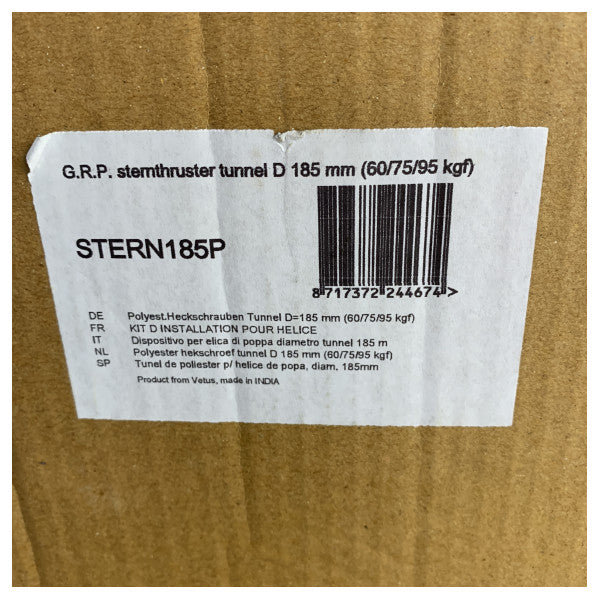 G.R.P. sternthruster tunnel D 185 mm (60/75/95 kgf)
STERN185P
8 717372 244674 >
DE Polyest.Heckschrauben Tunnel D=185 mm (60/75/95 kgf)
FR KIT D INSTALLATION POUR HELICE
IT Dispositivo per elica di poppa diametro tunnel 185 m
NL Polyester hekschroef tunnel D 185 mm (60/75/95 kgf)
SP Tunel de poliester p/ helice de popa, diam. 185mm
Product from Vetus, made in INDIA